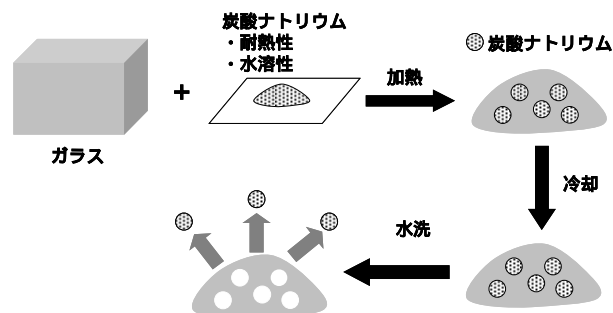 炭酸ナトリウム
・耐熱性
・水溶性
+
ガラス
加熱
炭酸ナトリウム
冷却
水洗